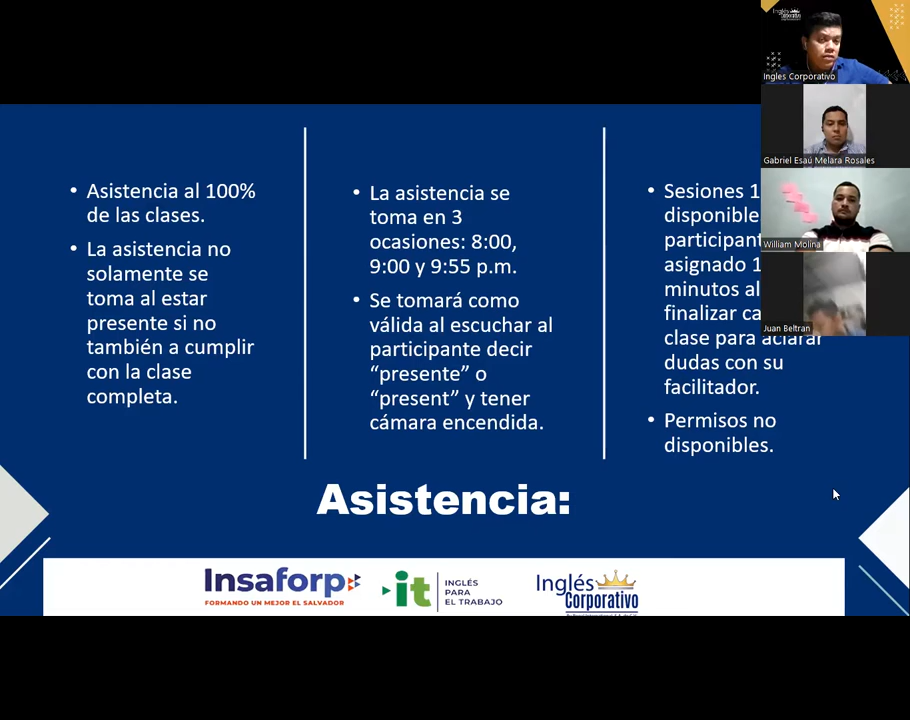 • Asistencia al 100%
de las clases.
• La asistencia no
solamente se
toma al estar
presente si no
también a cumplir
con la clase
completa.
• La asistencia se
toma en 3
ocasiones: 8:00,
9:00 y 9:55 p.m.
• Se tomará como
válida al escuchar al
participante decir
“presente” o
“present” y tener
cámara encendida.
• Sesiones 1
disponible
participant
asignado 1
minutos al
finalizar ca
clase para aclarar
dudas con su
facilitador.
• Permisos no
disponibles.
Asistencia:
Insaforp
FORMANDO UN MEJOR EL SALVADOR
it
INGLÉS
PARA
EL TRABAJO
Inglés
Corporativo
Inglés
Ingles Corporativo
Gabriel Esaú Melara Rosales
William Molina
Juan Beltran